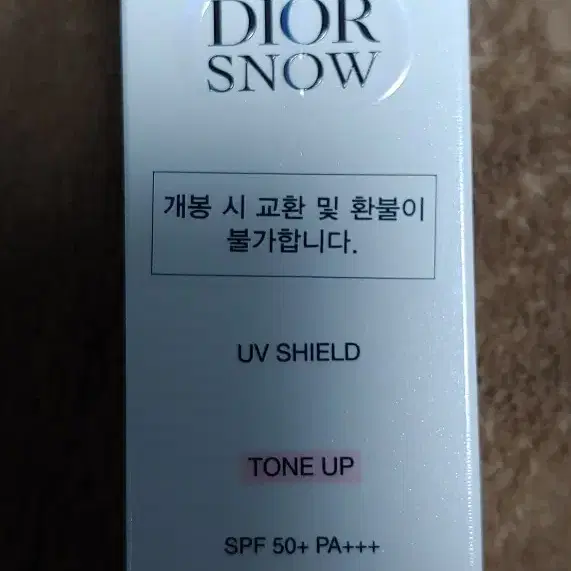 DIOR
SNOW
개봉 시 교환 및 환불이
불가합니다.
UV SHIELD
TONE UP
SPF 50+ PA+++